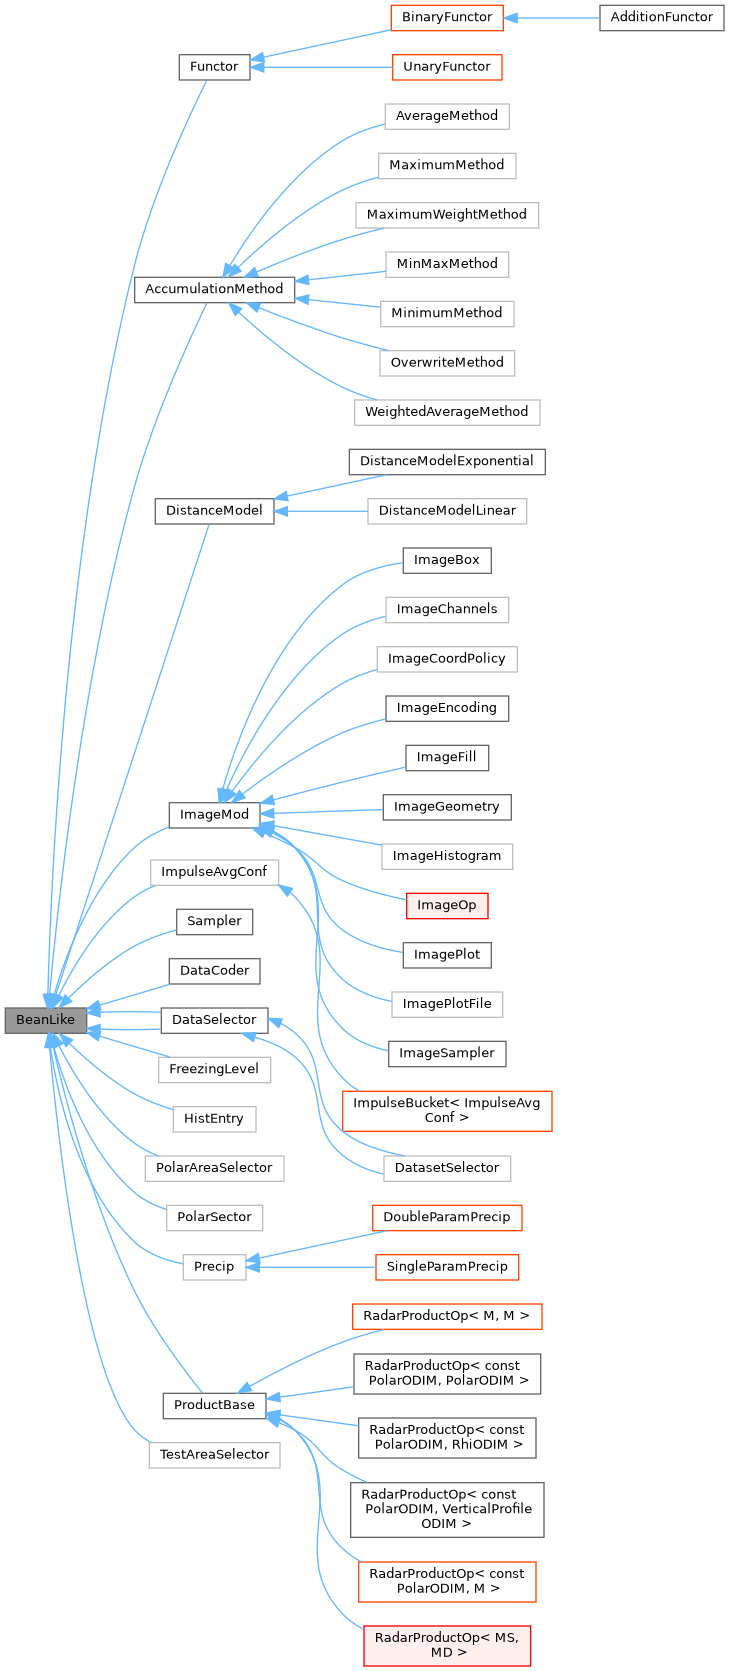 BinaryFunctor
AdditionFunctor
Functor
UnaryFunctor
AverageMethod
MaximumMethod
MaximumWeightMethod
MinMaxMethod
AccumulationMethod
MinimumMethod
OverwriteMethod
WeightedAverageMethod
DistanceModelExponential
DistanceModel
DistanceModelLinear
ImageBox
ImageChannels
ImageCoordPolicy
ImageEncoding
ImageFill
ImageMod
ImageGeometry
ImageHistogram
ImpulseAvgConf
ImageOp
Sampler
ImagePlot
DataCoder
ImagePlotFile
BeanLike
DataSelector
ImageSampler
FreezingLevel
ImpulseBucket< ImpulseAvg
Conf >
HistEntry
PolarAreaSelector
DatasetSelector
PolarSector
DoubleParamPrecip
Precip
SingleParamPrecip
RadarProductOp< M, M >
RadarProductOp< const
PolarODIM, PolarODIM >
ProductBase
RadarProductOp< const
PolarODIM, RhiODIM >
TestAreaSelector
RadarProductOp< const
PolarODIM, VerticalProfile
ODIM >
RadarProductOp< const
PolarODIM, M >
RadarProductOp< MS,
MD >